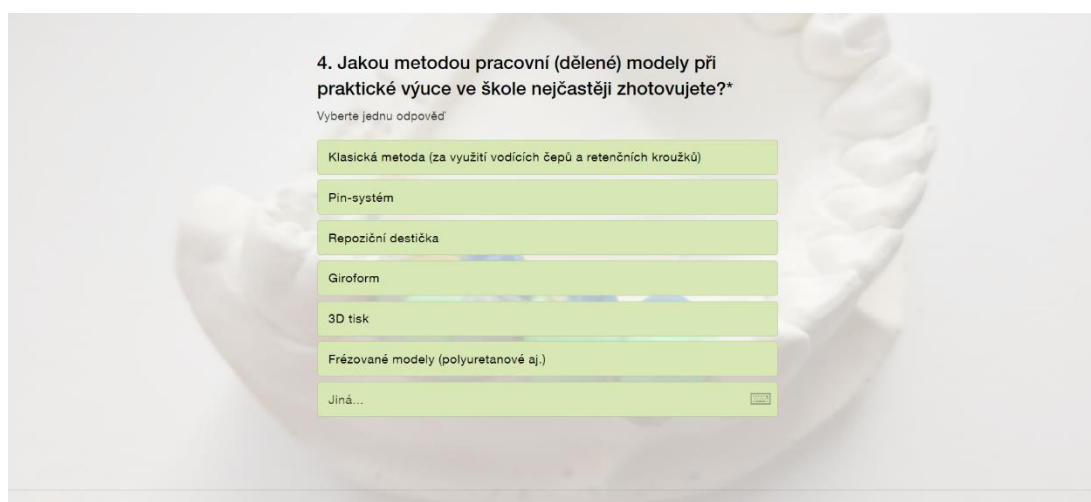 4. Jakou metodou pracovní (dělené) modely při
praktické výuce ve škole nejčastěji zhotovujete?*
Vyberte jednu odpověď
Klasická metoda (za využití vodících čepů a retenčních kroužků)
Pin-systém
Repoziční destička
Giroform
3D tisk
Frézované modely (polyuretanové aj.)
Jiná...